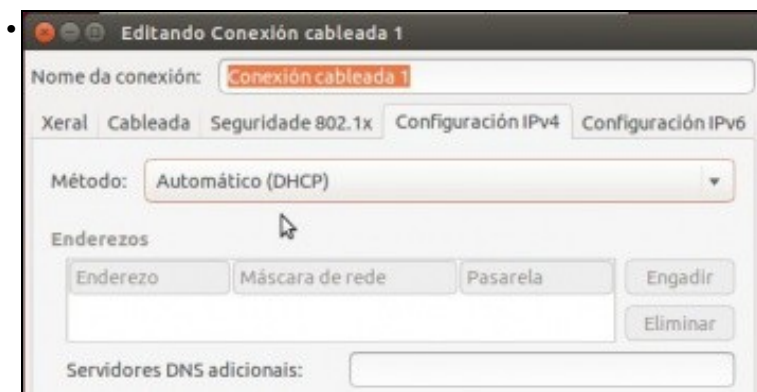 Editando Conexión cableada 1
Nome da conexión: Conexión cableada 1
Xeral Cableada Seguridade 802.1x Configuración IPv4 Configuración IPv6
Método: Automático (DHCP)
Enderezos
Enderezo Máscara de rede Pasarela Engadir
Eliminar
Servidores DNS adicionais: